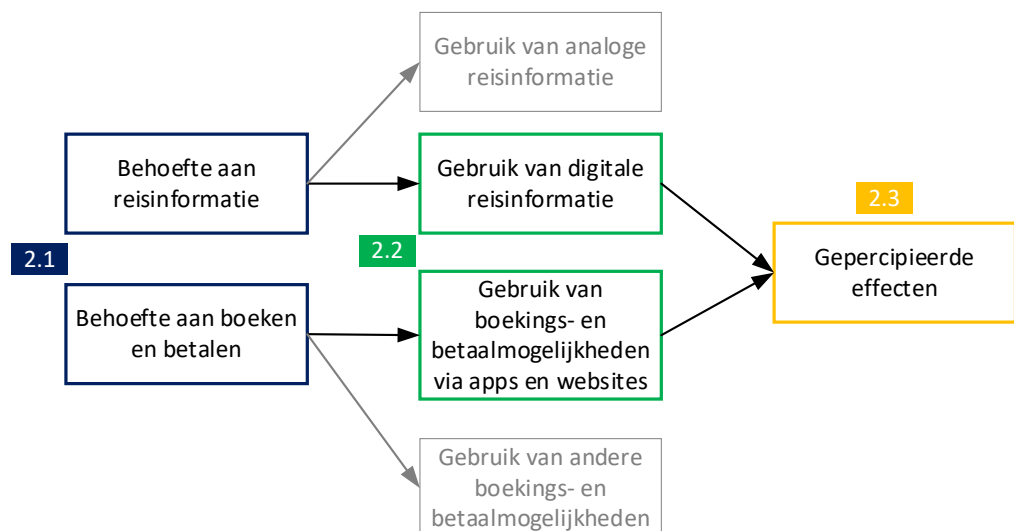 Gebruik van analoge
reisinformatie
Behoefte aan
reisinformatie
Gebruik van digitale
reisinformatie
2.3
2.1
2.2
Gepercipieerde
effecten
Behoefte aan boeken
en betalen
Gebruik van
boekings- en
betaalmogelijkheden
via apps en websites
Gebruik van andere
boekings- en
betaalmogelijkheden